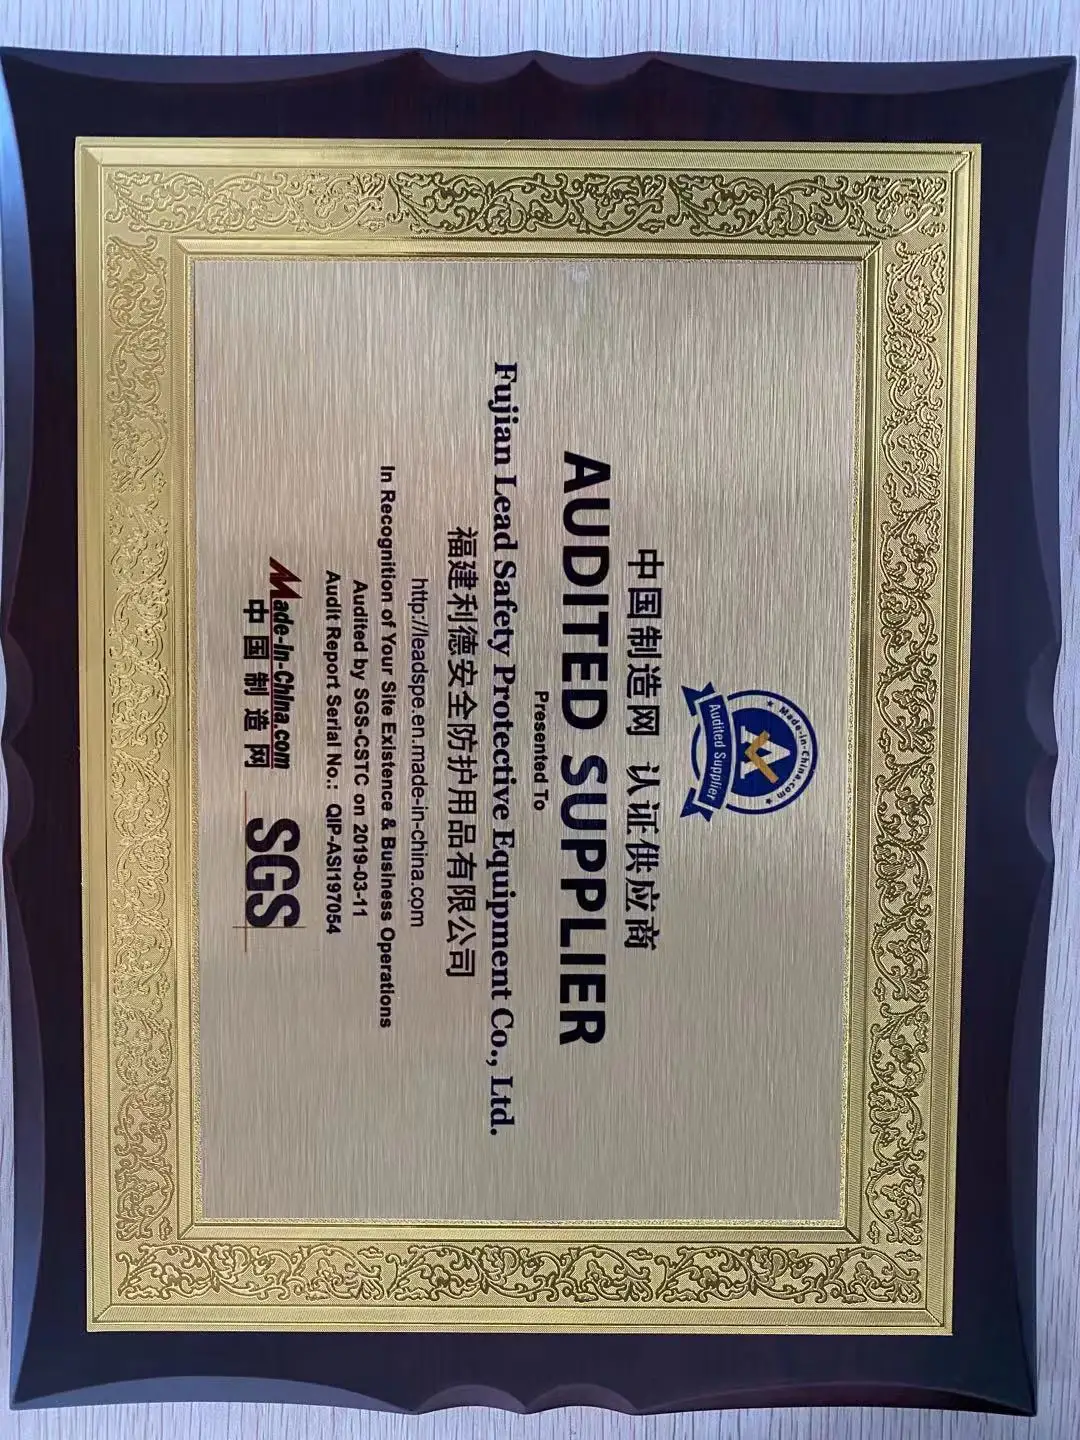 ★ Made-in-China.com ★
Audited Supplier
中国制造网 认证供应商
AUDITED SUPPLIER
Presented To
Fujian Lead Safety Protective Equipment Co., Ltd.
福建利德安全防护用品有限公司
http://leadspe.en.made-in-china.com
In Recognition of Your Site Existence & Business Operations
Audited by SGS-CSTC on 2019-03-11
Audit Report Serial No.: QIP-ASI197054
Made-in-China.com
中国制造网
SGS